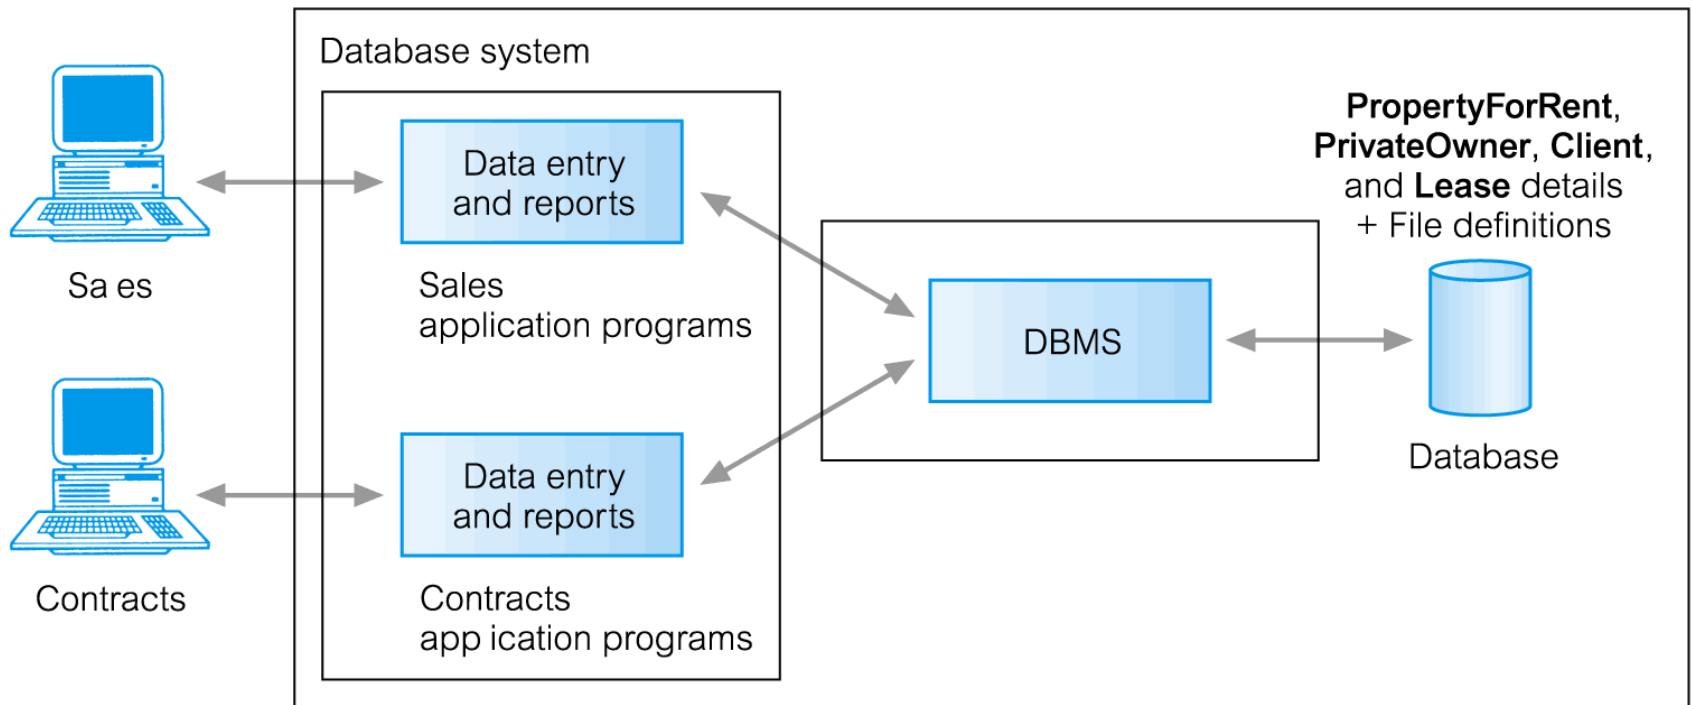 Database system
PropertyForRent,
PrivateOwner, Client,
and Lease details
+ File definitions
Data entry
and reports
Sa es
Sales
application programs
DBMS
Database
Data entry
and reports
Contracts
Contracts
app ication programs